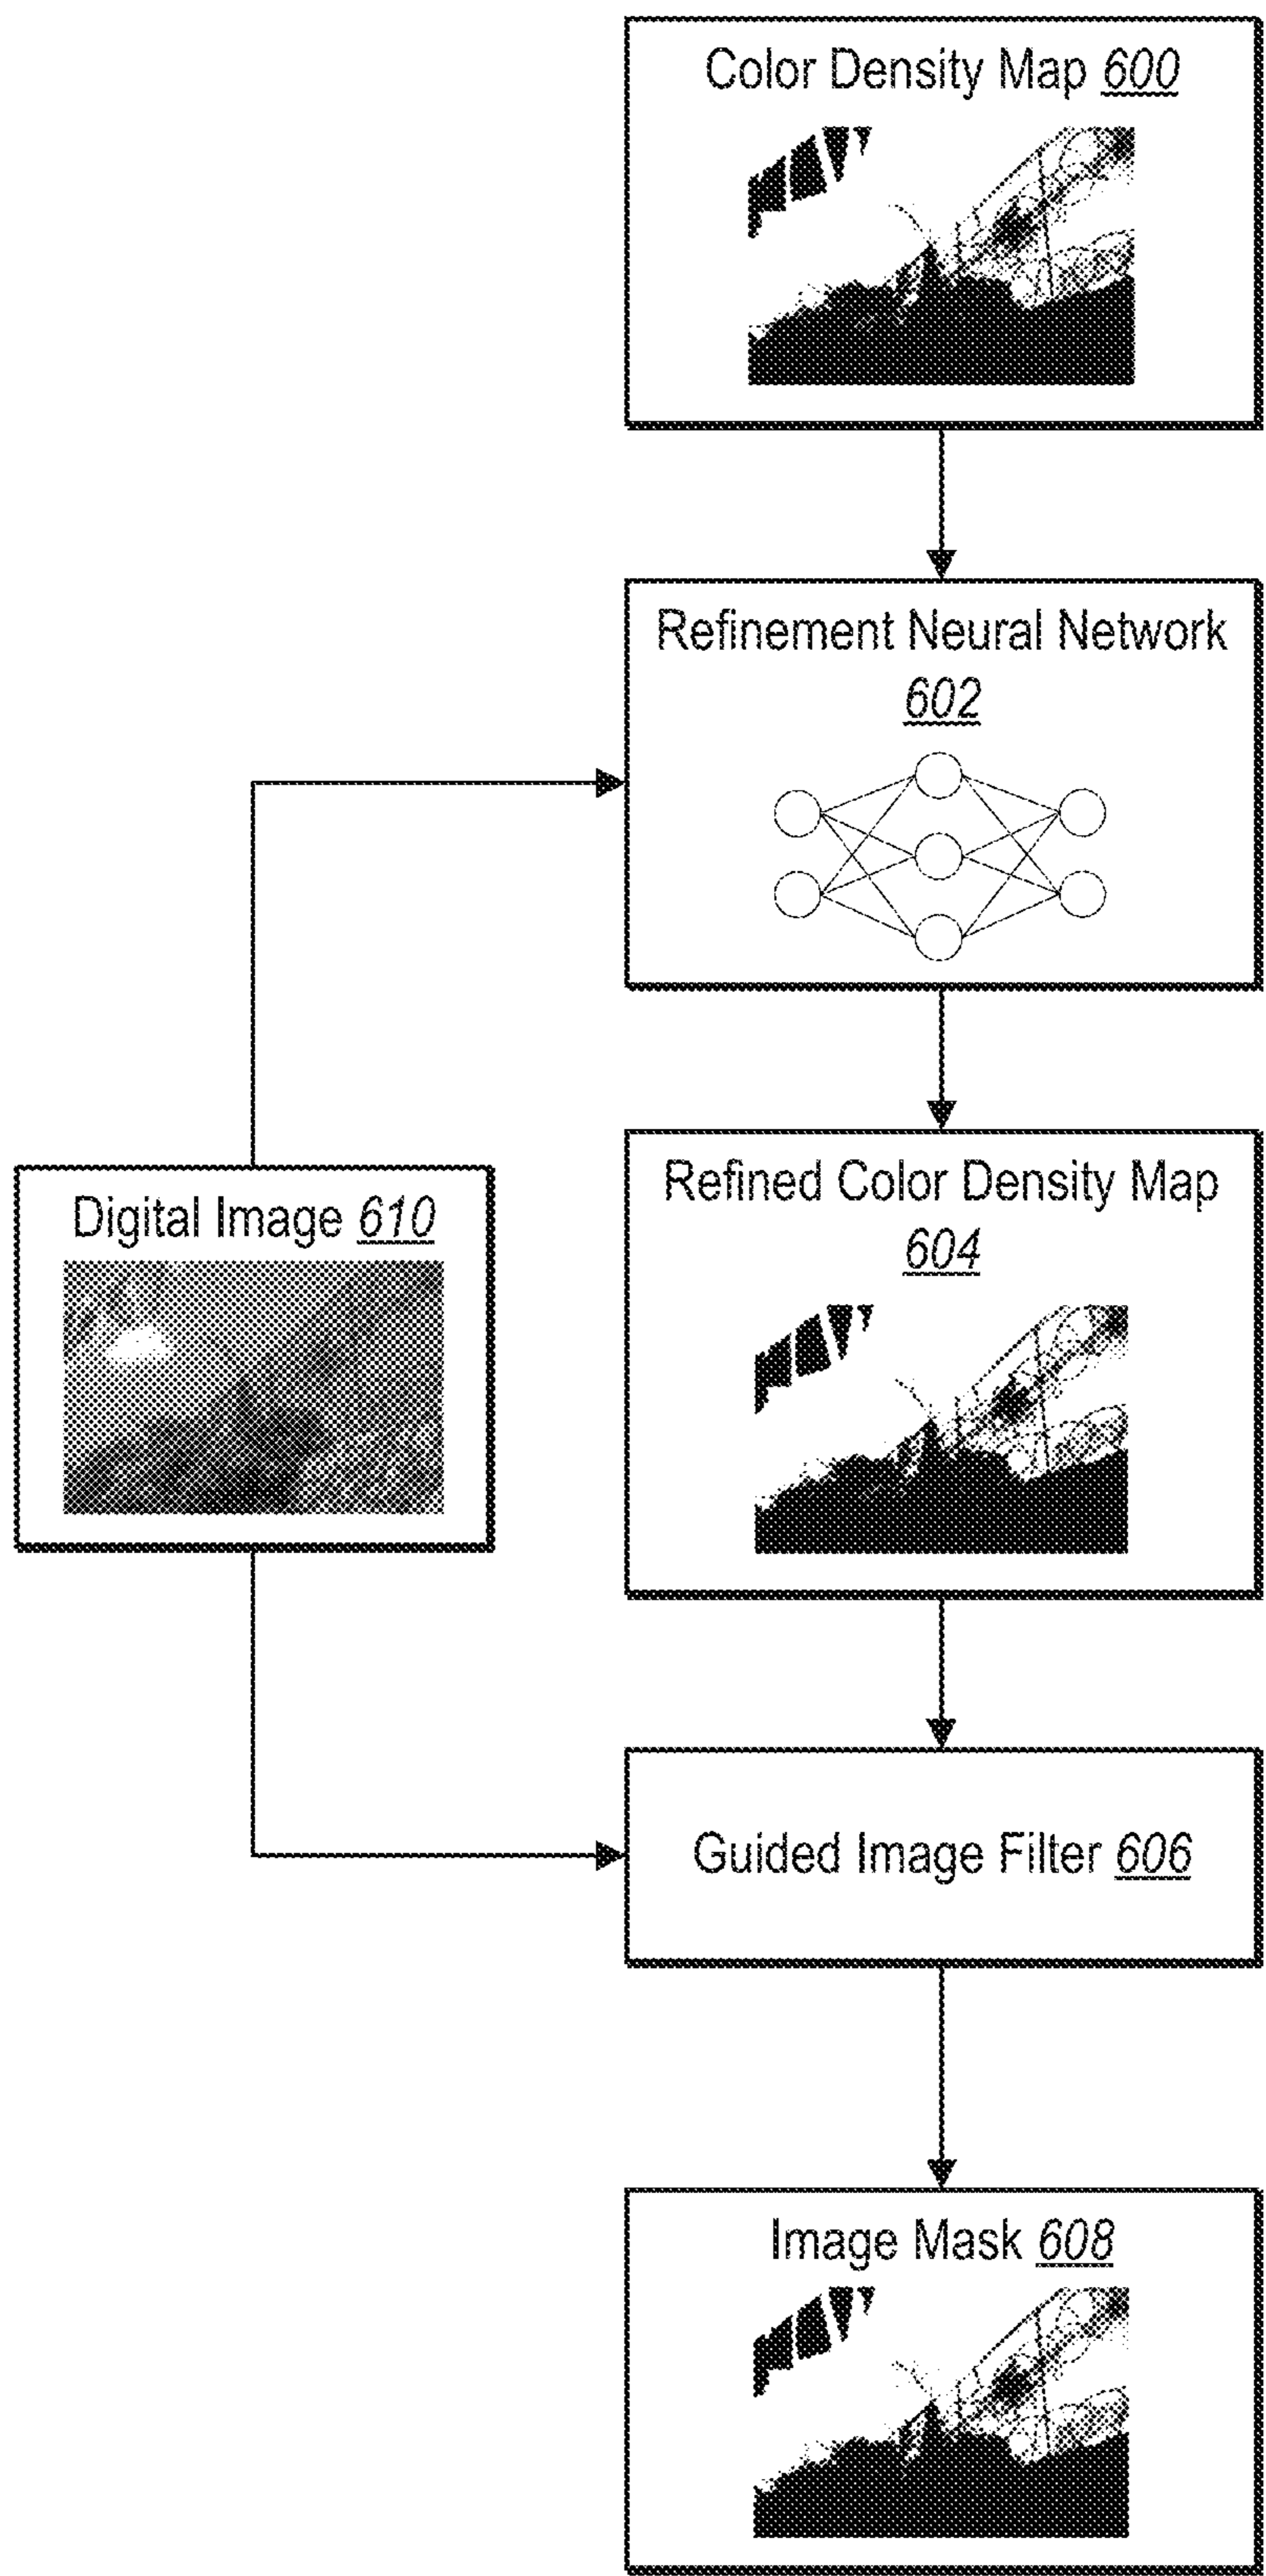 Color Density Map 600
Refinement Neural Network
602
Refined Color Density Map
604
Digital Image 610
Guided Image Filter 606
Image Mask 608